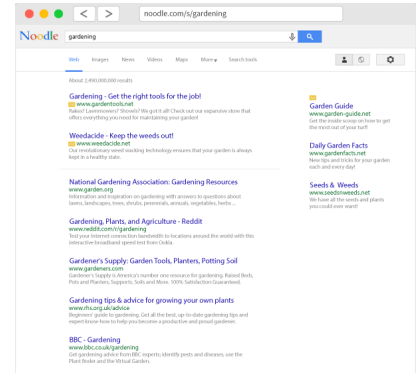 noodle.com/s/gardening
Noodle
gardening
Web Images News Videos Maps More Search tools
About 2,490,000,000 results
Gardening - Get the right tools for the job!
www.gardentools.net
Rakes? Lawnmowers? Shovels? We got it all! Check out our expansive store that
offers everything you need for maintaining your garden!
Weedacide - Keep the weeds out!
www.weedacide.net
Our revolutionary weed wacking technology ensures that your garden is always
kept in a healthy state.
National Gardening Association: Gardening Resources
www.garden.org
Information and inspiration on gardening with answers to questions about
lawns, landscapes, trees, shrubs, perennials, annuals, vegetables, herbs ...
Gardening, Plants, and Agriculture - Reddit
www.reddit.com/r/gardening
Test your Internet connection bandwidth to locations around the world with this
interactive broadband speed test from Ookla.
Gardener's Supply: Garden Tools, Planters, Potting Soil
www.gardeners.com
Gardener's Supply is America's number one resource for gardening. Raised Beds,
Pots and Planters, Supports, Soils and More. 100% Satisfaction Guaranteed.
Gardening tips & advice for growing your own plants
www.rhs.org.uk/advice
Beginners' guide to gardening. Get all the best, up-to-date gardening tips and
expert know-how to help you become a productive and proud gardener.
BBC - Gardening
www.bbc.co.uk/gardening
Get gardening advice from BBC experts; identify pests and diseases, use the
Plant finder and the Virtual Garden.
Garden Guide
www.garden-guide.net
Get the inside scoop on how to get
the most out of your turf!
Daily Garden Facts
www.gardenfacts.net
New tips and tricks for your garden
each and every day!
Seeds & Weeds
www.seedsnweeds.net
We have all the seeds and plants
you could ever want!